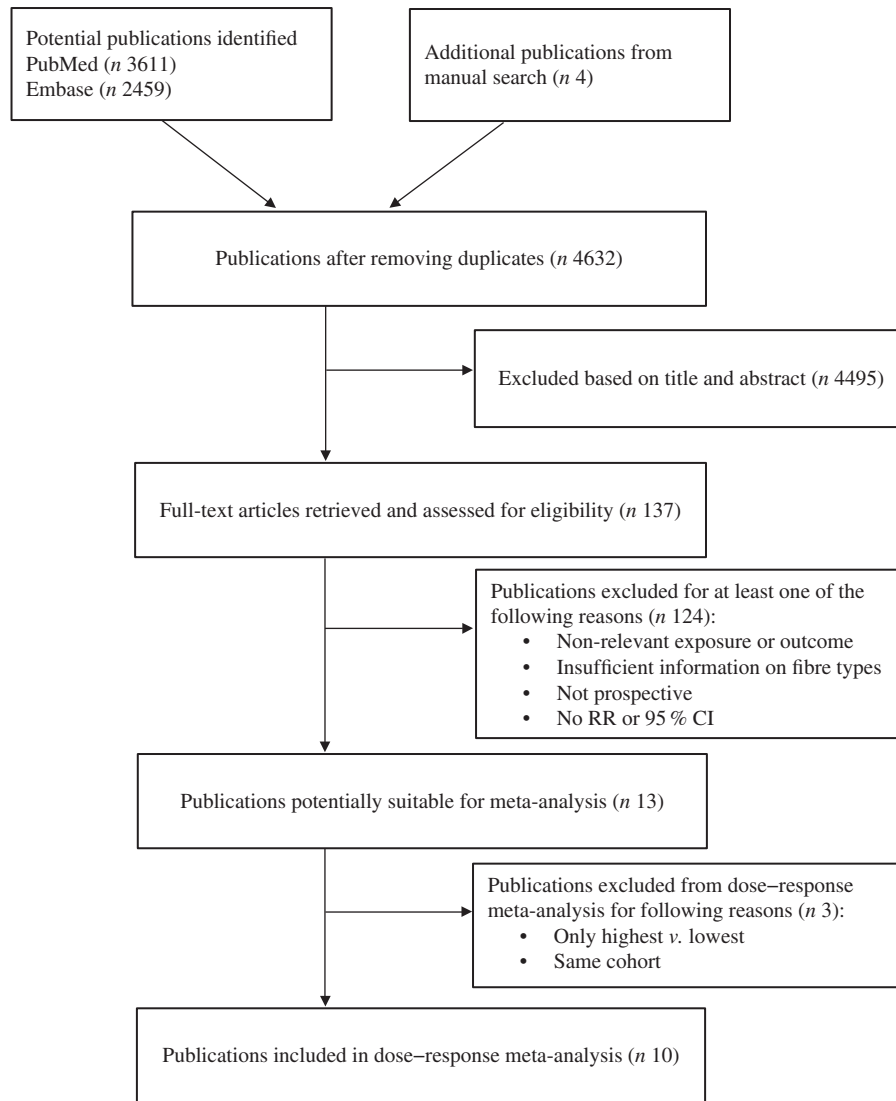 Potential publications identified
PubMed (n 3611)
Embase (n 2459)
Additional publications from
manual search (n 4)
Publications after removing duplicates (n 4632)
Excluded based on title and abstract (n 4495)
Full-text articles retrieved and assessed for eligibility (n 137)
Publications excluded for at least one of the
following reasons (n 124):
• Non-relevant exposure or outcome
• Insufficient information on fibre types
• Not prospective
• No RR or 95 % CI
Publications potentially suitable for meta-analysis (n 13)
Publications excluded from dose–response
meta-analysis for following reasons (n 3):
• Only highest v. lowest
• Same cohort
Publications included in dose–response meta-analysis (n 10)